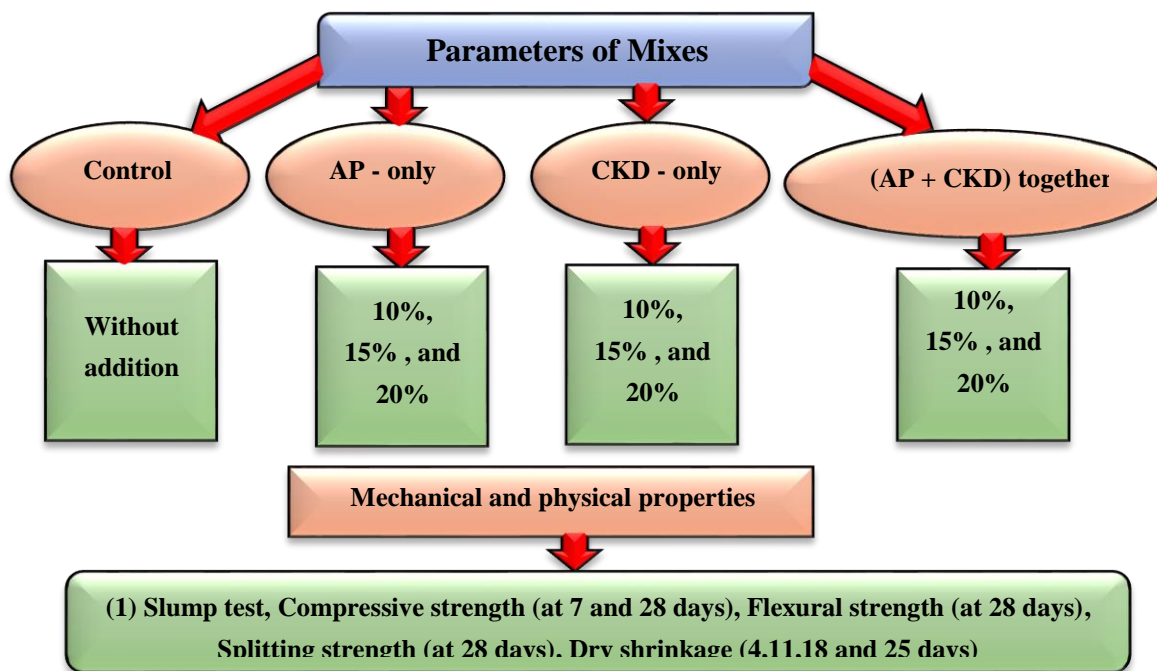 Parameters of Mixes
Control
AP - only
CKD - only
(AP + CKD) together
Without
addition
10%,
15% , and
20%
10%,
15% , and
20%
10%,
15% , and
20%
Mechanical and physical properties
(1) Slump test, Compressive strength (at 7 and 28 days), Flexural strength (at 28 days),
Splitting strength (at 28 days), Dry shrinkage (4,11,18 and 25 days)